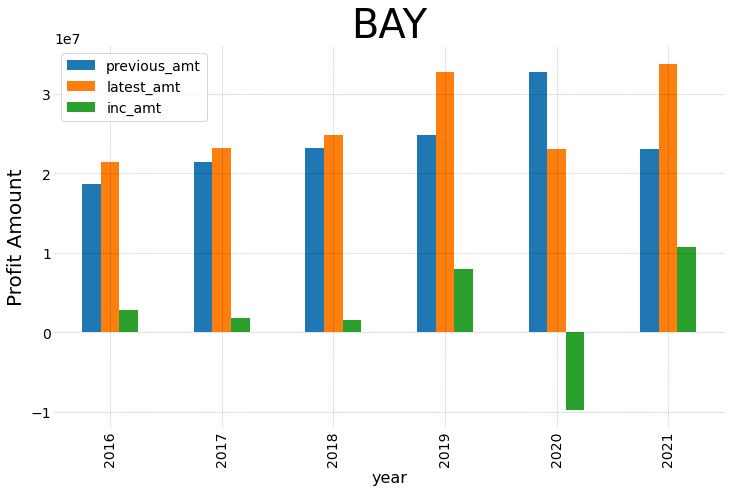 BAY
1e7
previous_amt
latest_amt
inc_amt
Profit Amount
3
2
1
0
−1
2016
2017
2018
2019
2020
2021
year